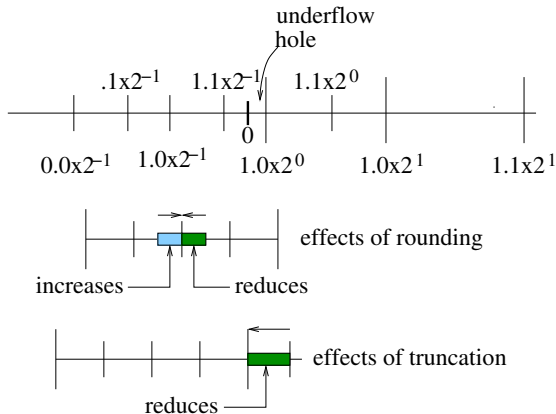 underflow
hole
.1x2⁻¹ 1.1x2⁻¹ 1.1x2⁰
0
0.0x2⁻¹ 1.0x2⁻¹ 1.0x2⁰ 1.0x2¹ 1.1x2¹
effects of rounding
increases reduces
effects of truncation
reduces